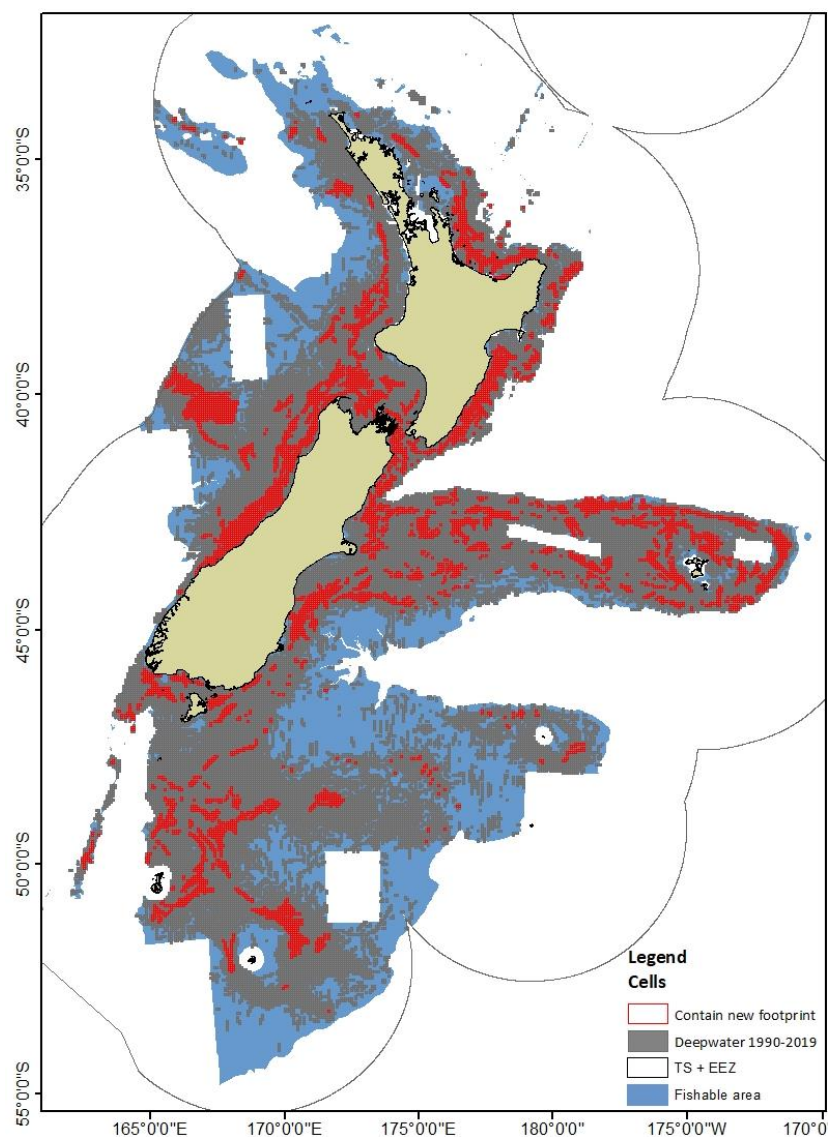 35°0'0"S
40°0'0"S
45°0'0"S
50°0'0"S
55°0'0"S
Legend
Cells
Contain new footprint
Deepwater 1990-2019
TS + EEZ
Fishable area
165°0'0"E
170°0'0"E
175°0'0"E
180°0'0"
175°0'0"W
170°0